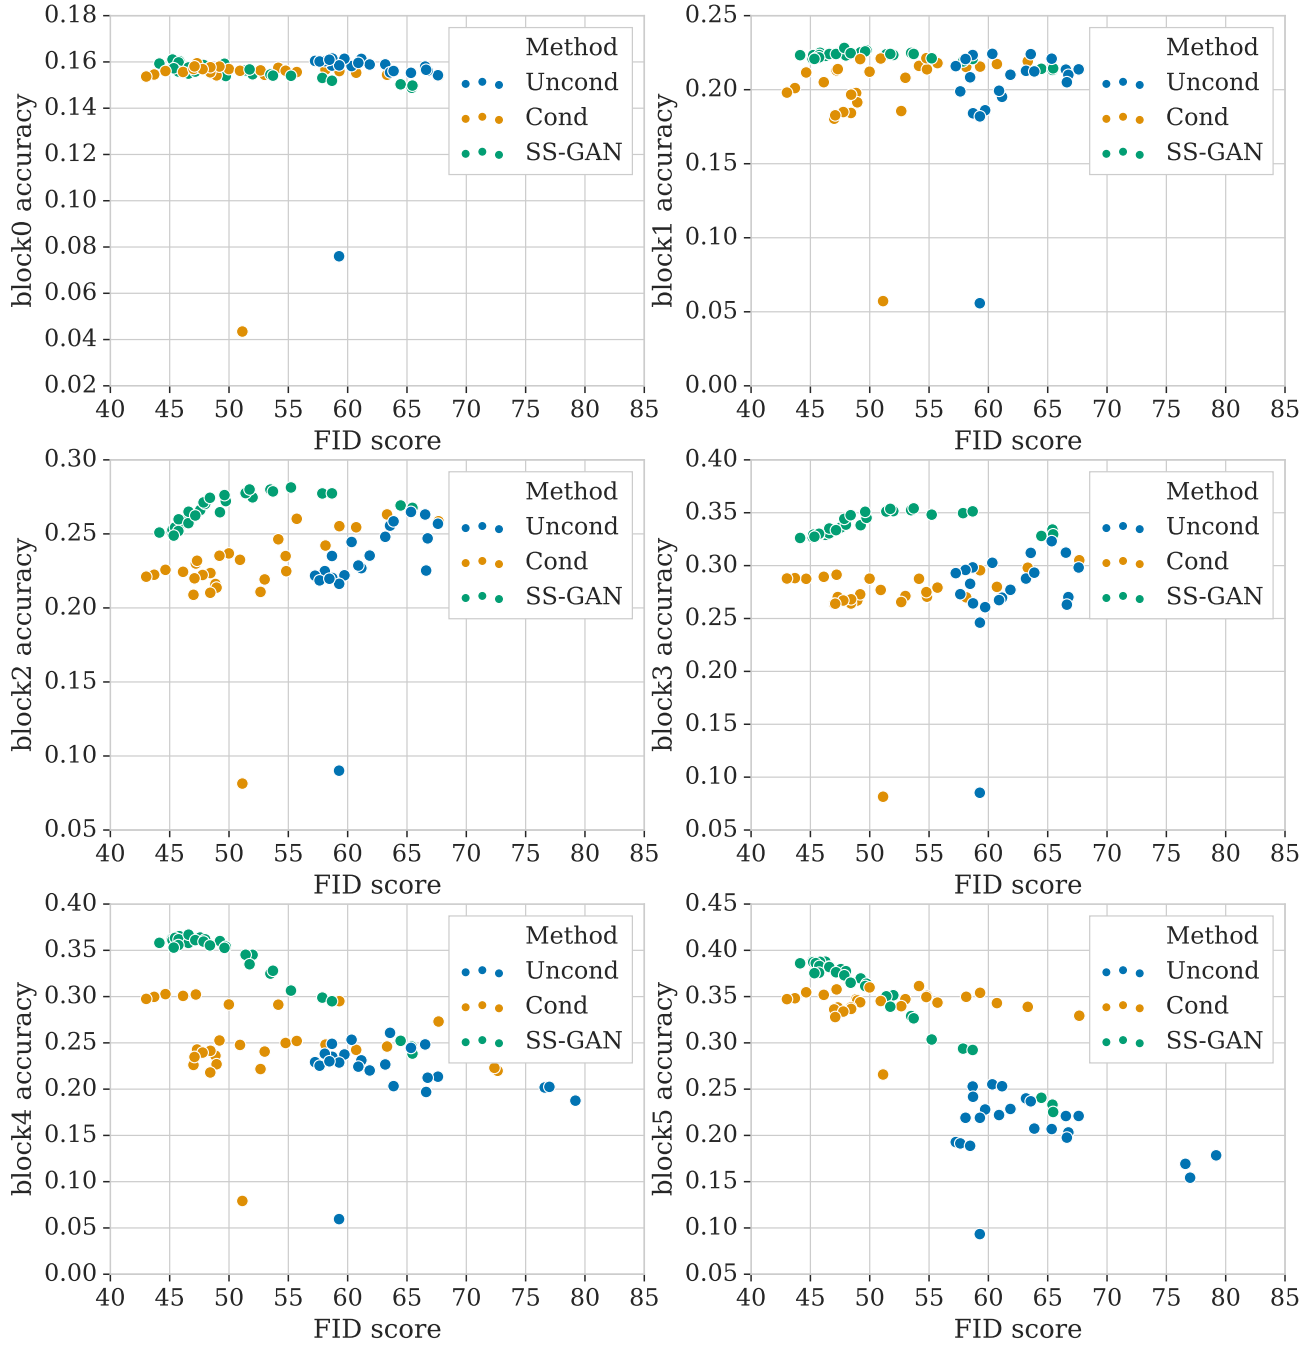 block0 accuracy
0.18
0.16
0.14
0.12
0.10
0.08
0.06
0.04
0.02
40 45 50 55 60 65 70 75 80 85
FID score
Method
Uncond
Cond
SS-GAN
block1 accuracy
0.25
0.20
0.15
0.10
0.05
0.00
40 45 50 55 60 65 70 75 80 85
FID score
Method
Uncond
Cond
SS-GAN
block2 accuracy
0.30
0.25
0.20
0.15
0.10
0.05
40 45 50 55 60 65 70 75 80 85
FID score
Method
Uncond
Cond
SS-GAN
block3 accuracy
0.40
0.35
0.30
0.25
0.20
0.15
0.10
0.05
40 45 50 55 60 65 70 75 80 85
FID score
Method
Uncond
Cond
SS-GAN
block4 accuracy
0.40
0.35
0.30
0.25
0.20
0.15
0.10
0.05
0.00
40 45 50 55 60 65 70 75 80 85
FID score
Method
Uncond
Cond
SS-GAN
block5 accuracy
0.45
0.40
0.35
0.30
0.25
0.20
0.15
0.10
0.05
40 45 50 55 60 65 70 75 80 85
FID score
Method
Uncond
Cond
SS-GAN